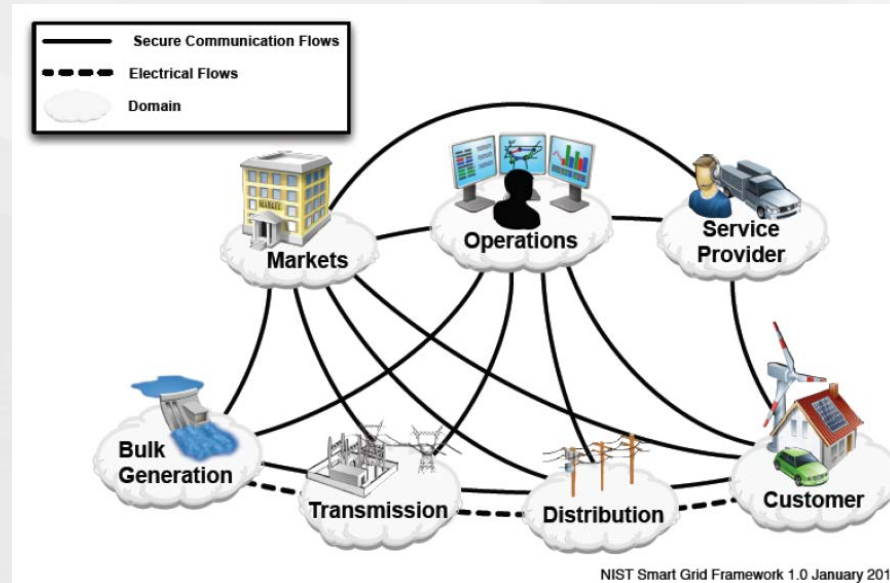 Secure Communication Flows
Electrical Flows
Domain
Markets
Operations
Service
Provider
Bulk
Generation
Transmission
Distribution
Customer
NIST Smart Grid Framework 1.0 January 201